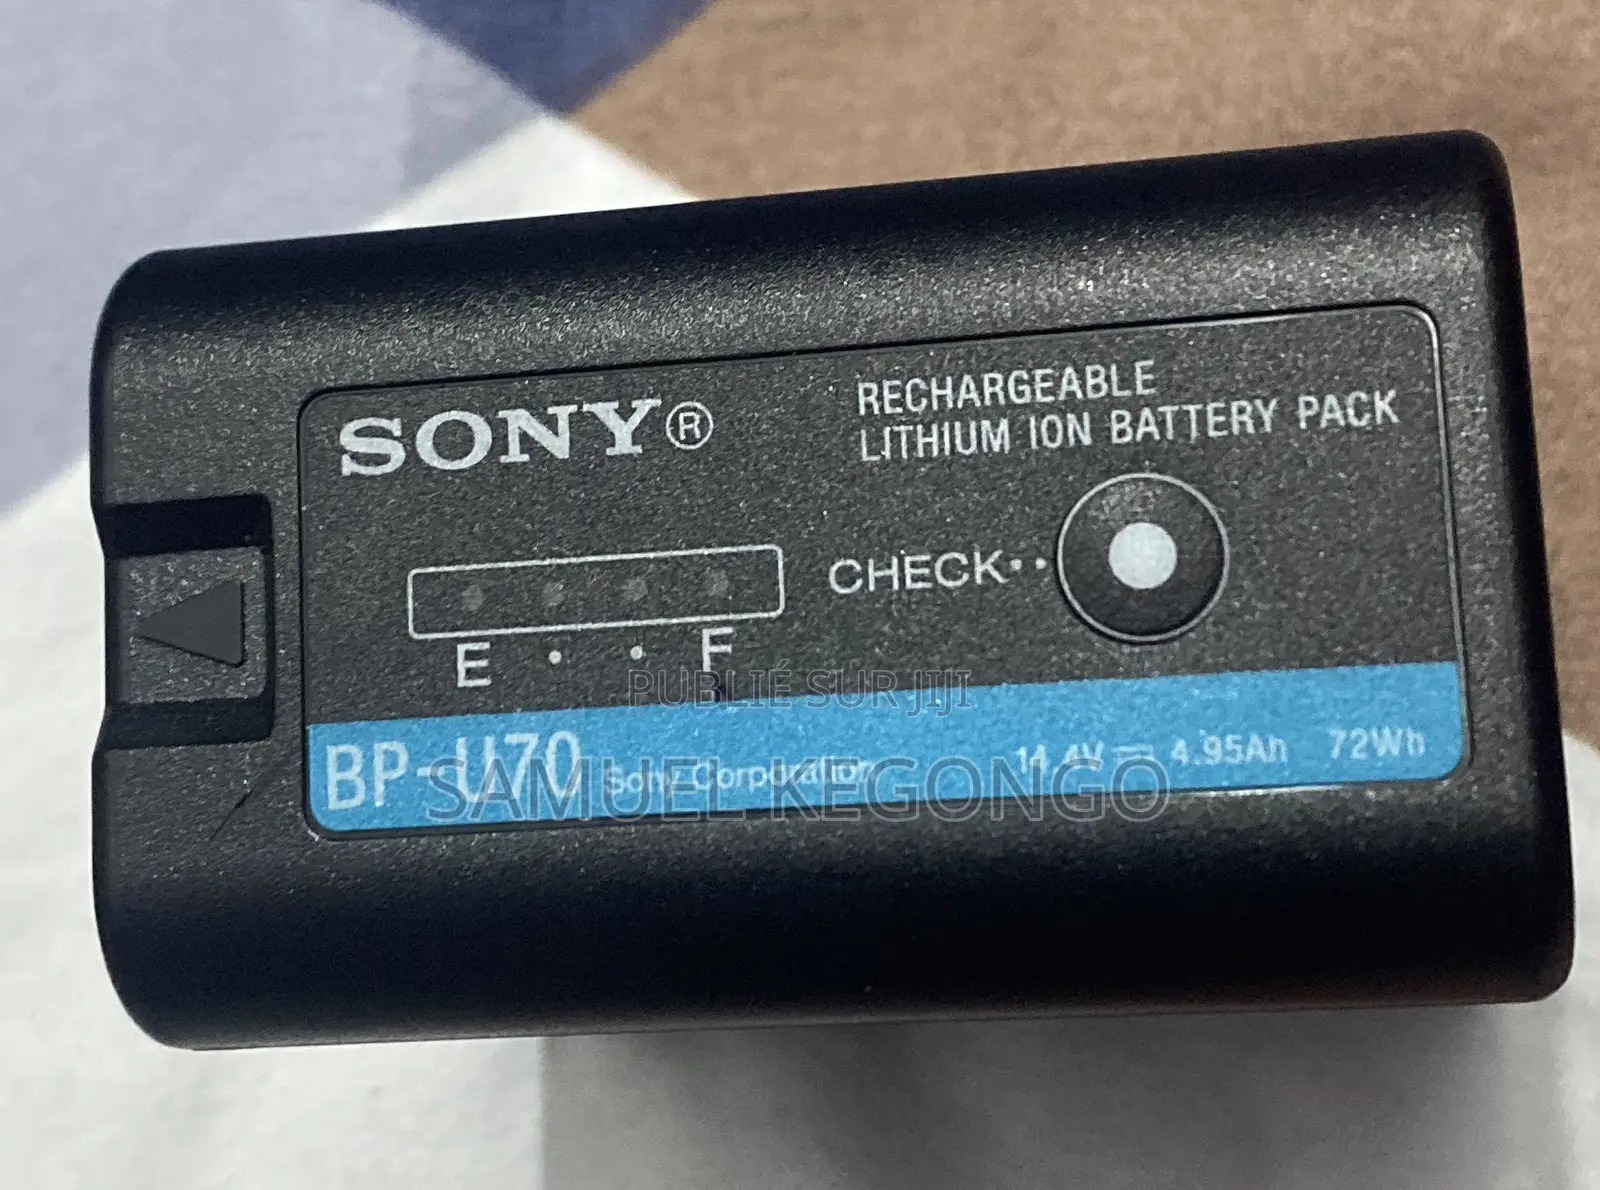 SONY®
RECHARGEABLE
LITHIUM ION BATTERY PACK
CHECK··
E · · F
PUBLIÉ SUR JIJI
BP-U70 Sony Corporation 14.4V ⎓ 4.95Ah 72Wh
SAMUEL KEGONGO